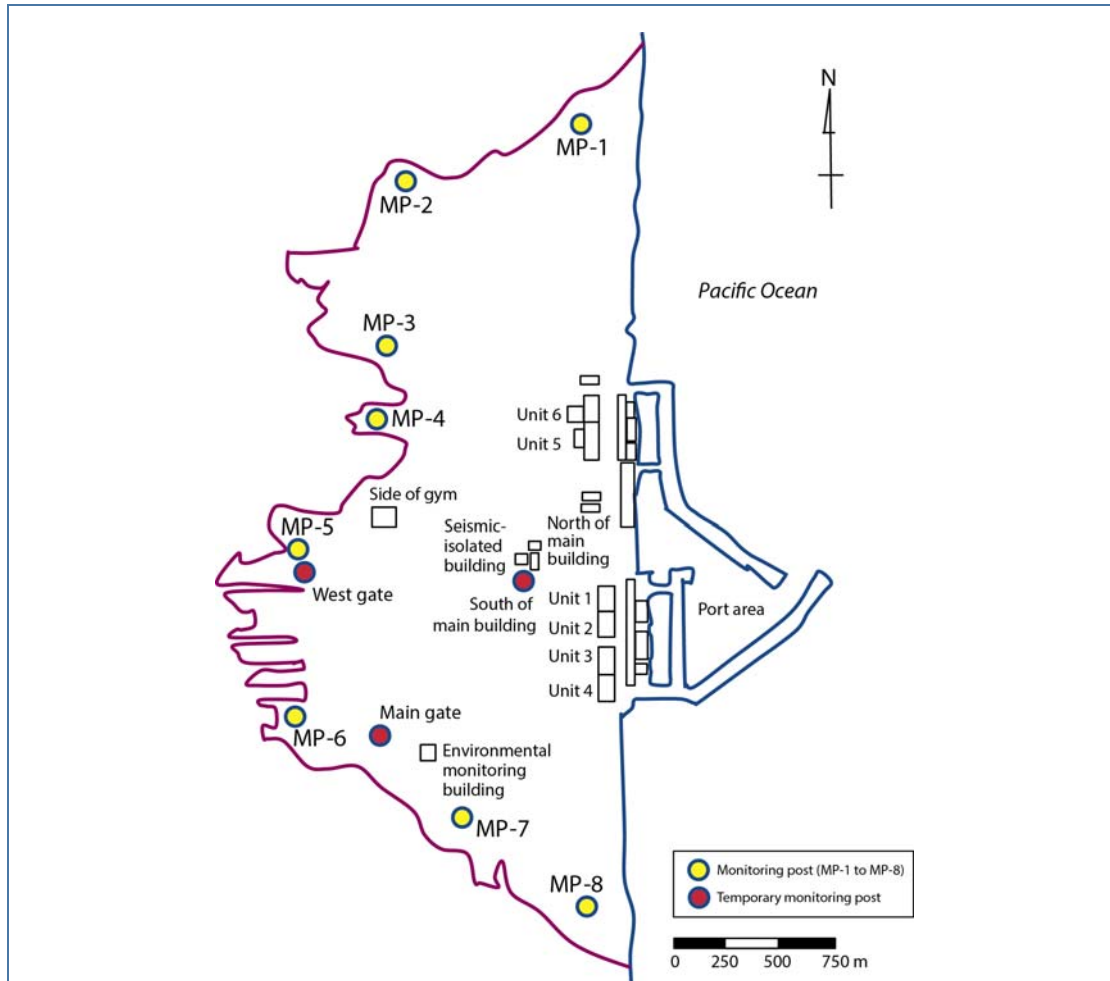 N
MP-1
MP-2
Pacific Ocean
MP-3
MP-4
Unit 6
Unit 5
Side of gym
MP-5
Seismic-
isolated
building
North of
main
building
West gate
South of
main building
Unit 1
Unit 2
Unit 3
Unit 4
Port area
MP-6
Main gate
Environmental
monitoring
building
MP-7
MP-8
Monitoring post (MP-1 to MP-8)
Temporary monitoring post
0 250 500 750 m